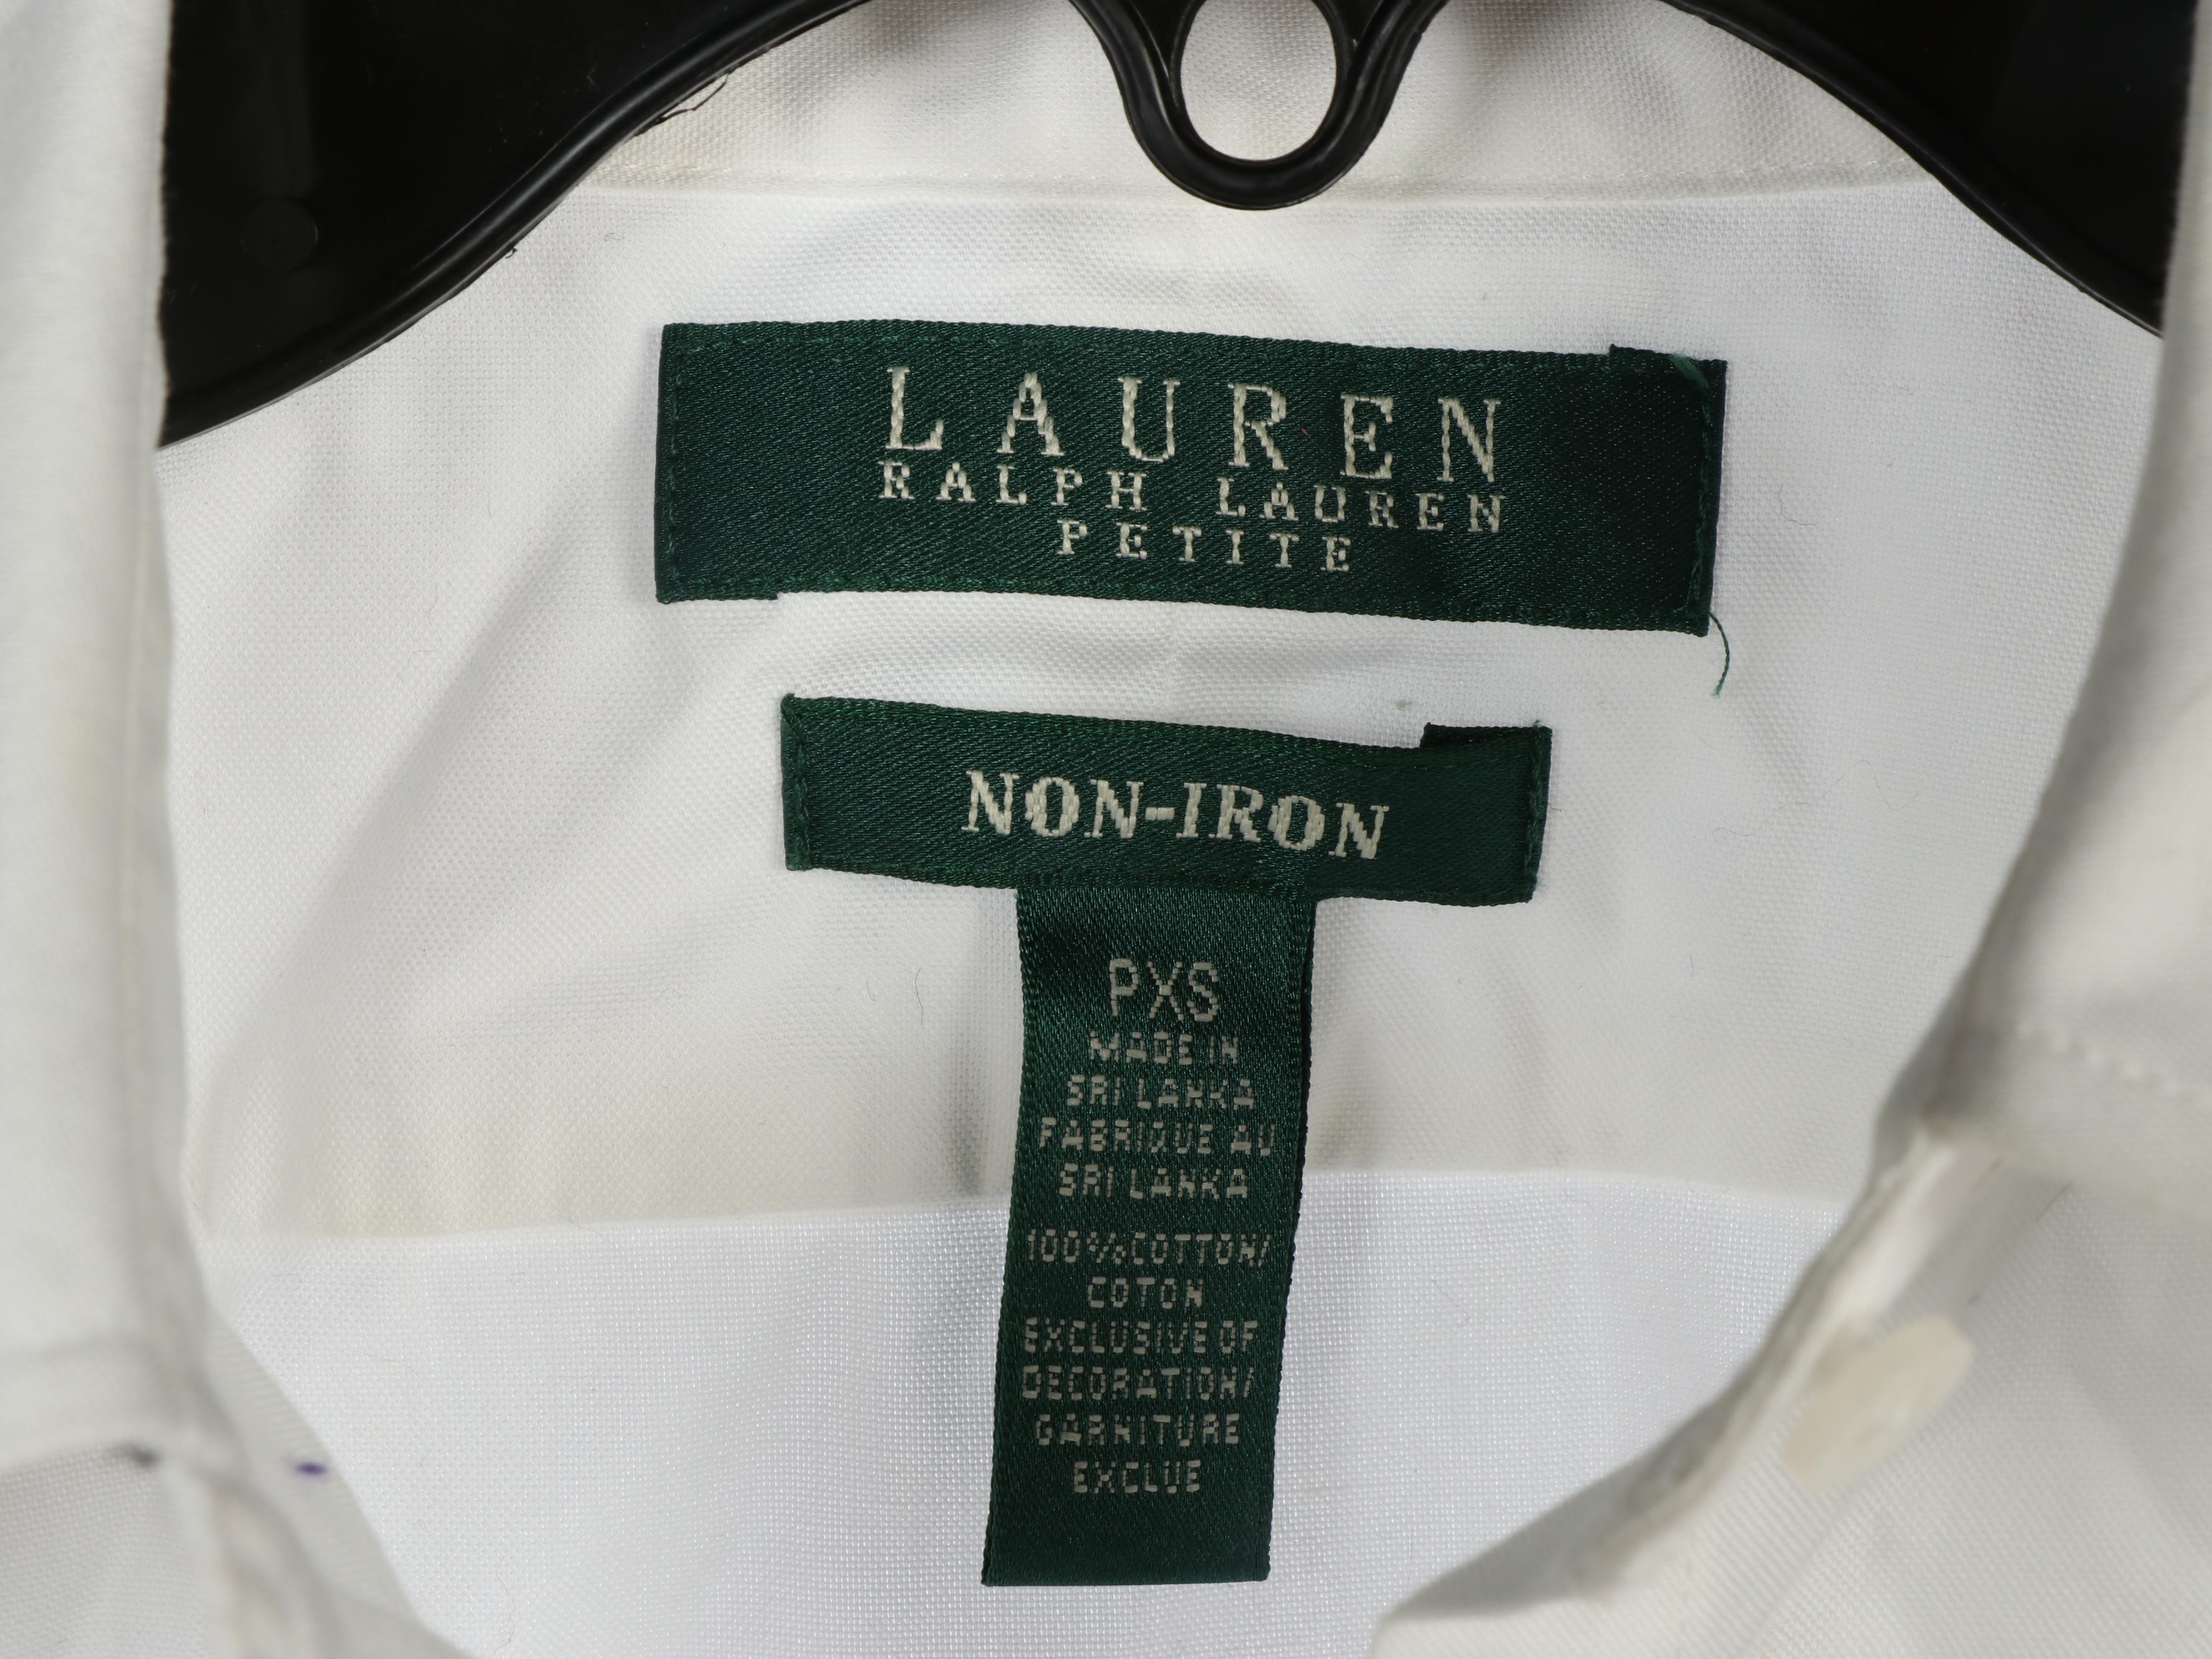 LAUREN
RALPH LAUREN
PETITE
NON-IRON
PXS
MADE IN
SRI LANKA
FABRIQUE AU
SRI LANKA
100%COTTON/
COTON
EXCLUSIVE OF
DECORATION/
GARNITURE
EXCLUE